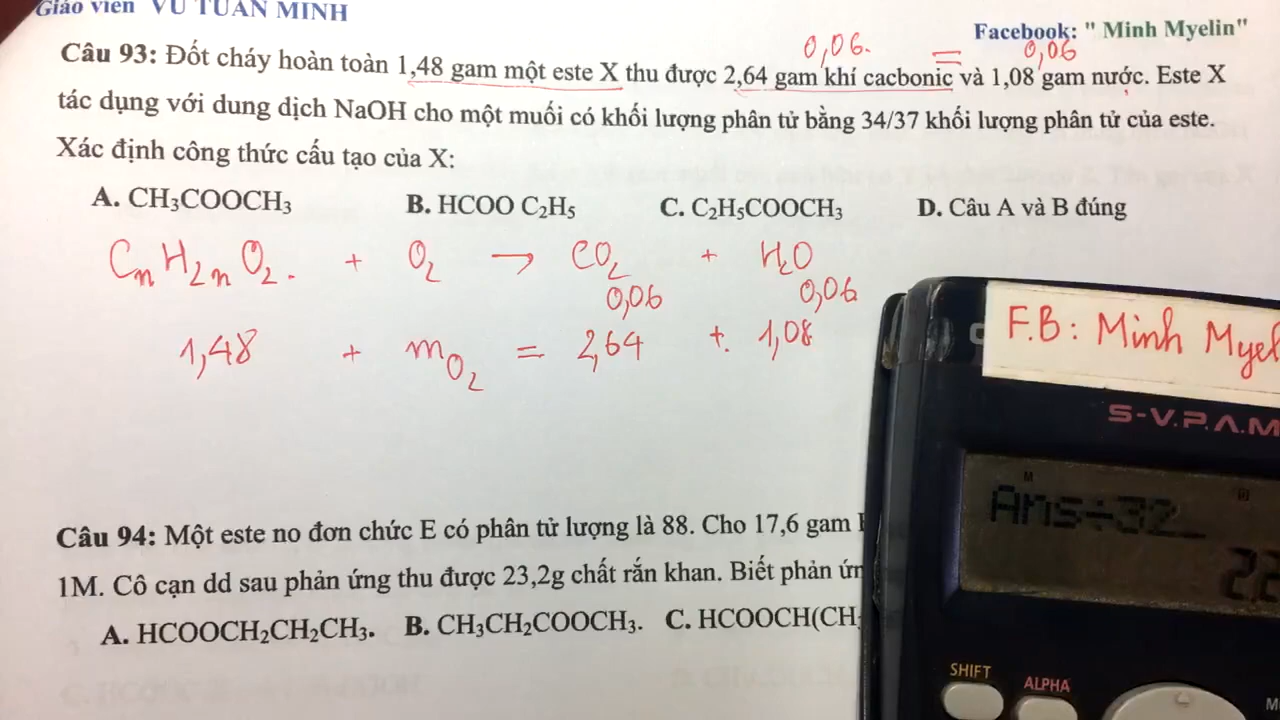 Giáo viên VŨ TUẤN MINH
Facebook: " Minh Myelin"
0,06. = 0,06
Câu 93: Đốt cháy hoàn toàn 1,48 gam một este X thu được 2,64 gam khí cacbonic và 1,08 gam nước. Este X
tác dụng với dung dịch NaOH cho một muối có khối lượng phân tử bằng 34/37 khối lượng phân tử của este.
Xác định công thức cấu tạo của X:
A. CH₃COOCH₃ B. HCOO C₂H₅ C. C₂H₅COOCH₃ D. Câu A và B đúng
CₙH₂ₙO₂. + O₂ → CO₂ + H₂O
0,06 0,06
1,48 + mO₂ = 2,64 +. 1,08
F.B: Minh
S-V.P.A.M
Ans÷32
Câu 94: Một este no đơn chức E có phân tử lượng là 88. Cho 17,6 gam
1M. Cô cạn dd sau phản ứng thu được 23,2g chất rắn khan. Biết phản
A. HCOOCH₂CH₂CH₃. B. CH₃CH₂COOCH₃. C. HCOOCH(CH
SHIFT
ALPHA